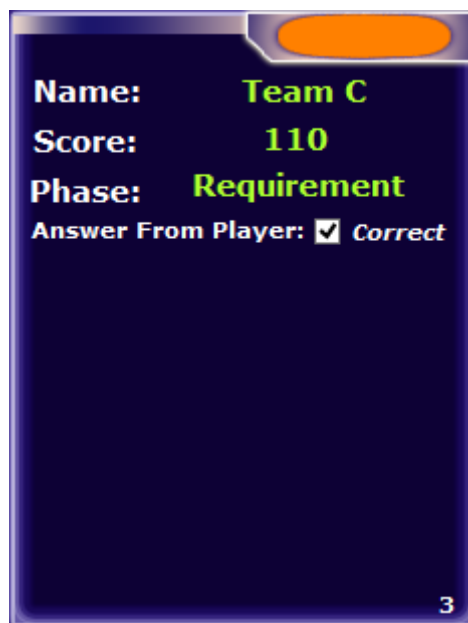 Name: Team C
Score: 110
Phase: Requirement
Answer From Player: Correct
3